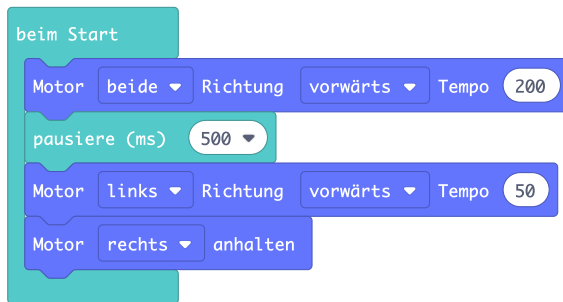 beim Start
Motor beide Richtung vorwärts Tempo 200
pausiere (ms) 500
Motor links Richtung vorwärts Tempo 50
Motor rechts anhalten